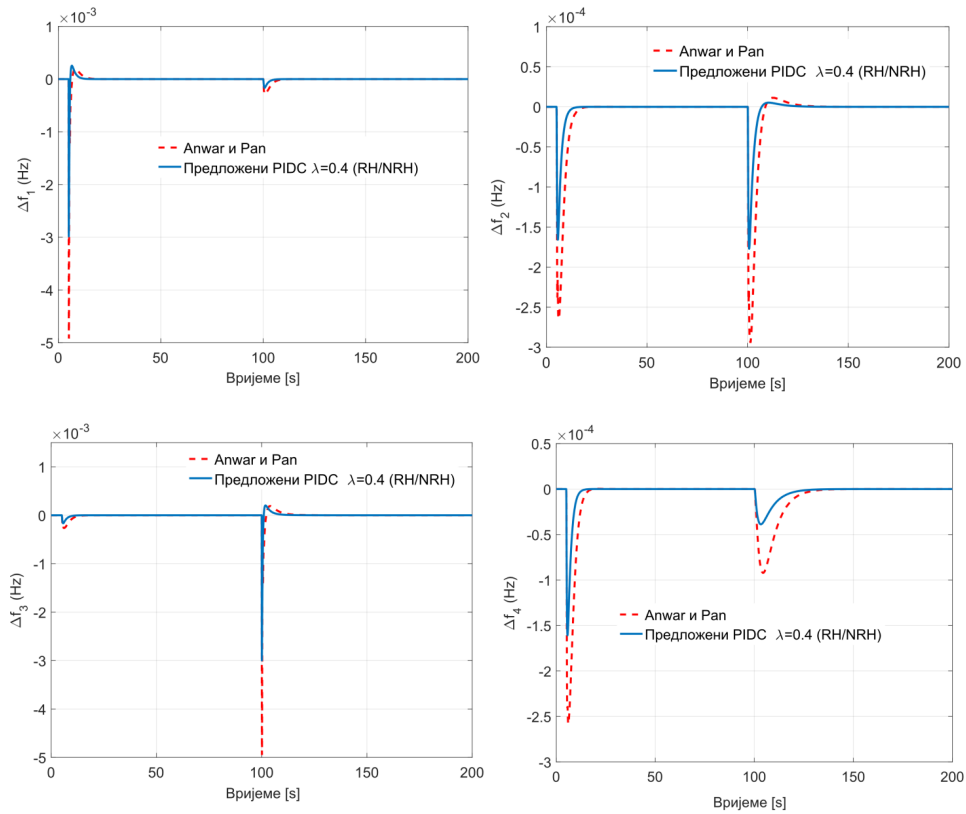 ×10⁻³
1
0
-1
-2
-3
-4
-5
0 50 100 150 200
Δf₁ (Hz)
Вријеме [s]
Anwar и Pan
Предложени PIDC λ=0.4 (RH/NRH)
×10⁻⁴
1
0.5
0
-0.5
-1
-1.5
-2
-2.5
-3
0 50 100 150 200
Δf₂ (Hz)
Вријеме [s]
Anwar и Pan
Предложени PIDC λ=0.4 (RH/NRH)
×10⁻³
1
0
-1
-2
-3
-4
-5
0 50 100 150 200
Δf₃ (Hz)
Вријеме [s]
Anwar и Pan
Предложени PIDC λ=0.4 (RH/NRH)
×10⁻⁴
0.5
0
-0.5
-1
-1.5
-2
-2.5
-3
0 50 100 150 200
Δf₄ (Hz)
Вријеме [s]
Anwar и Pan
Предложени PIDC λ=0.4 (RH/NRH)